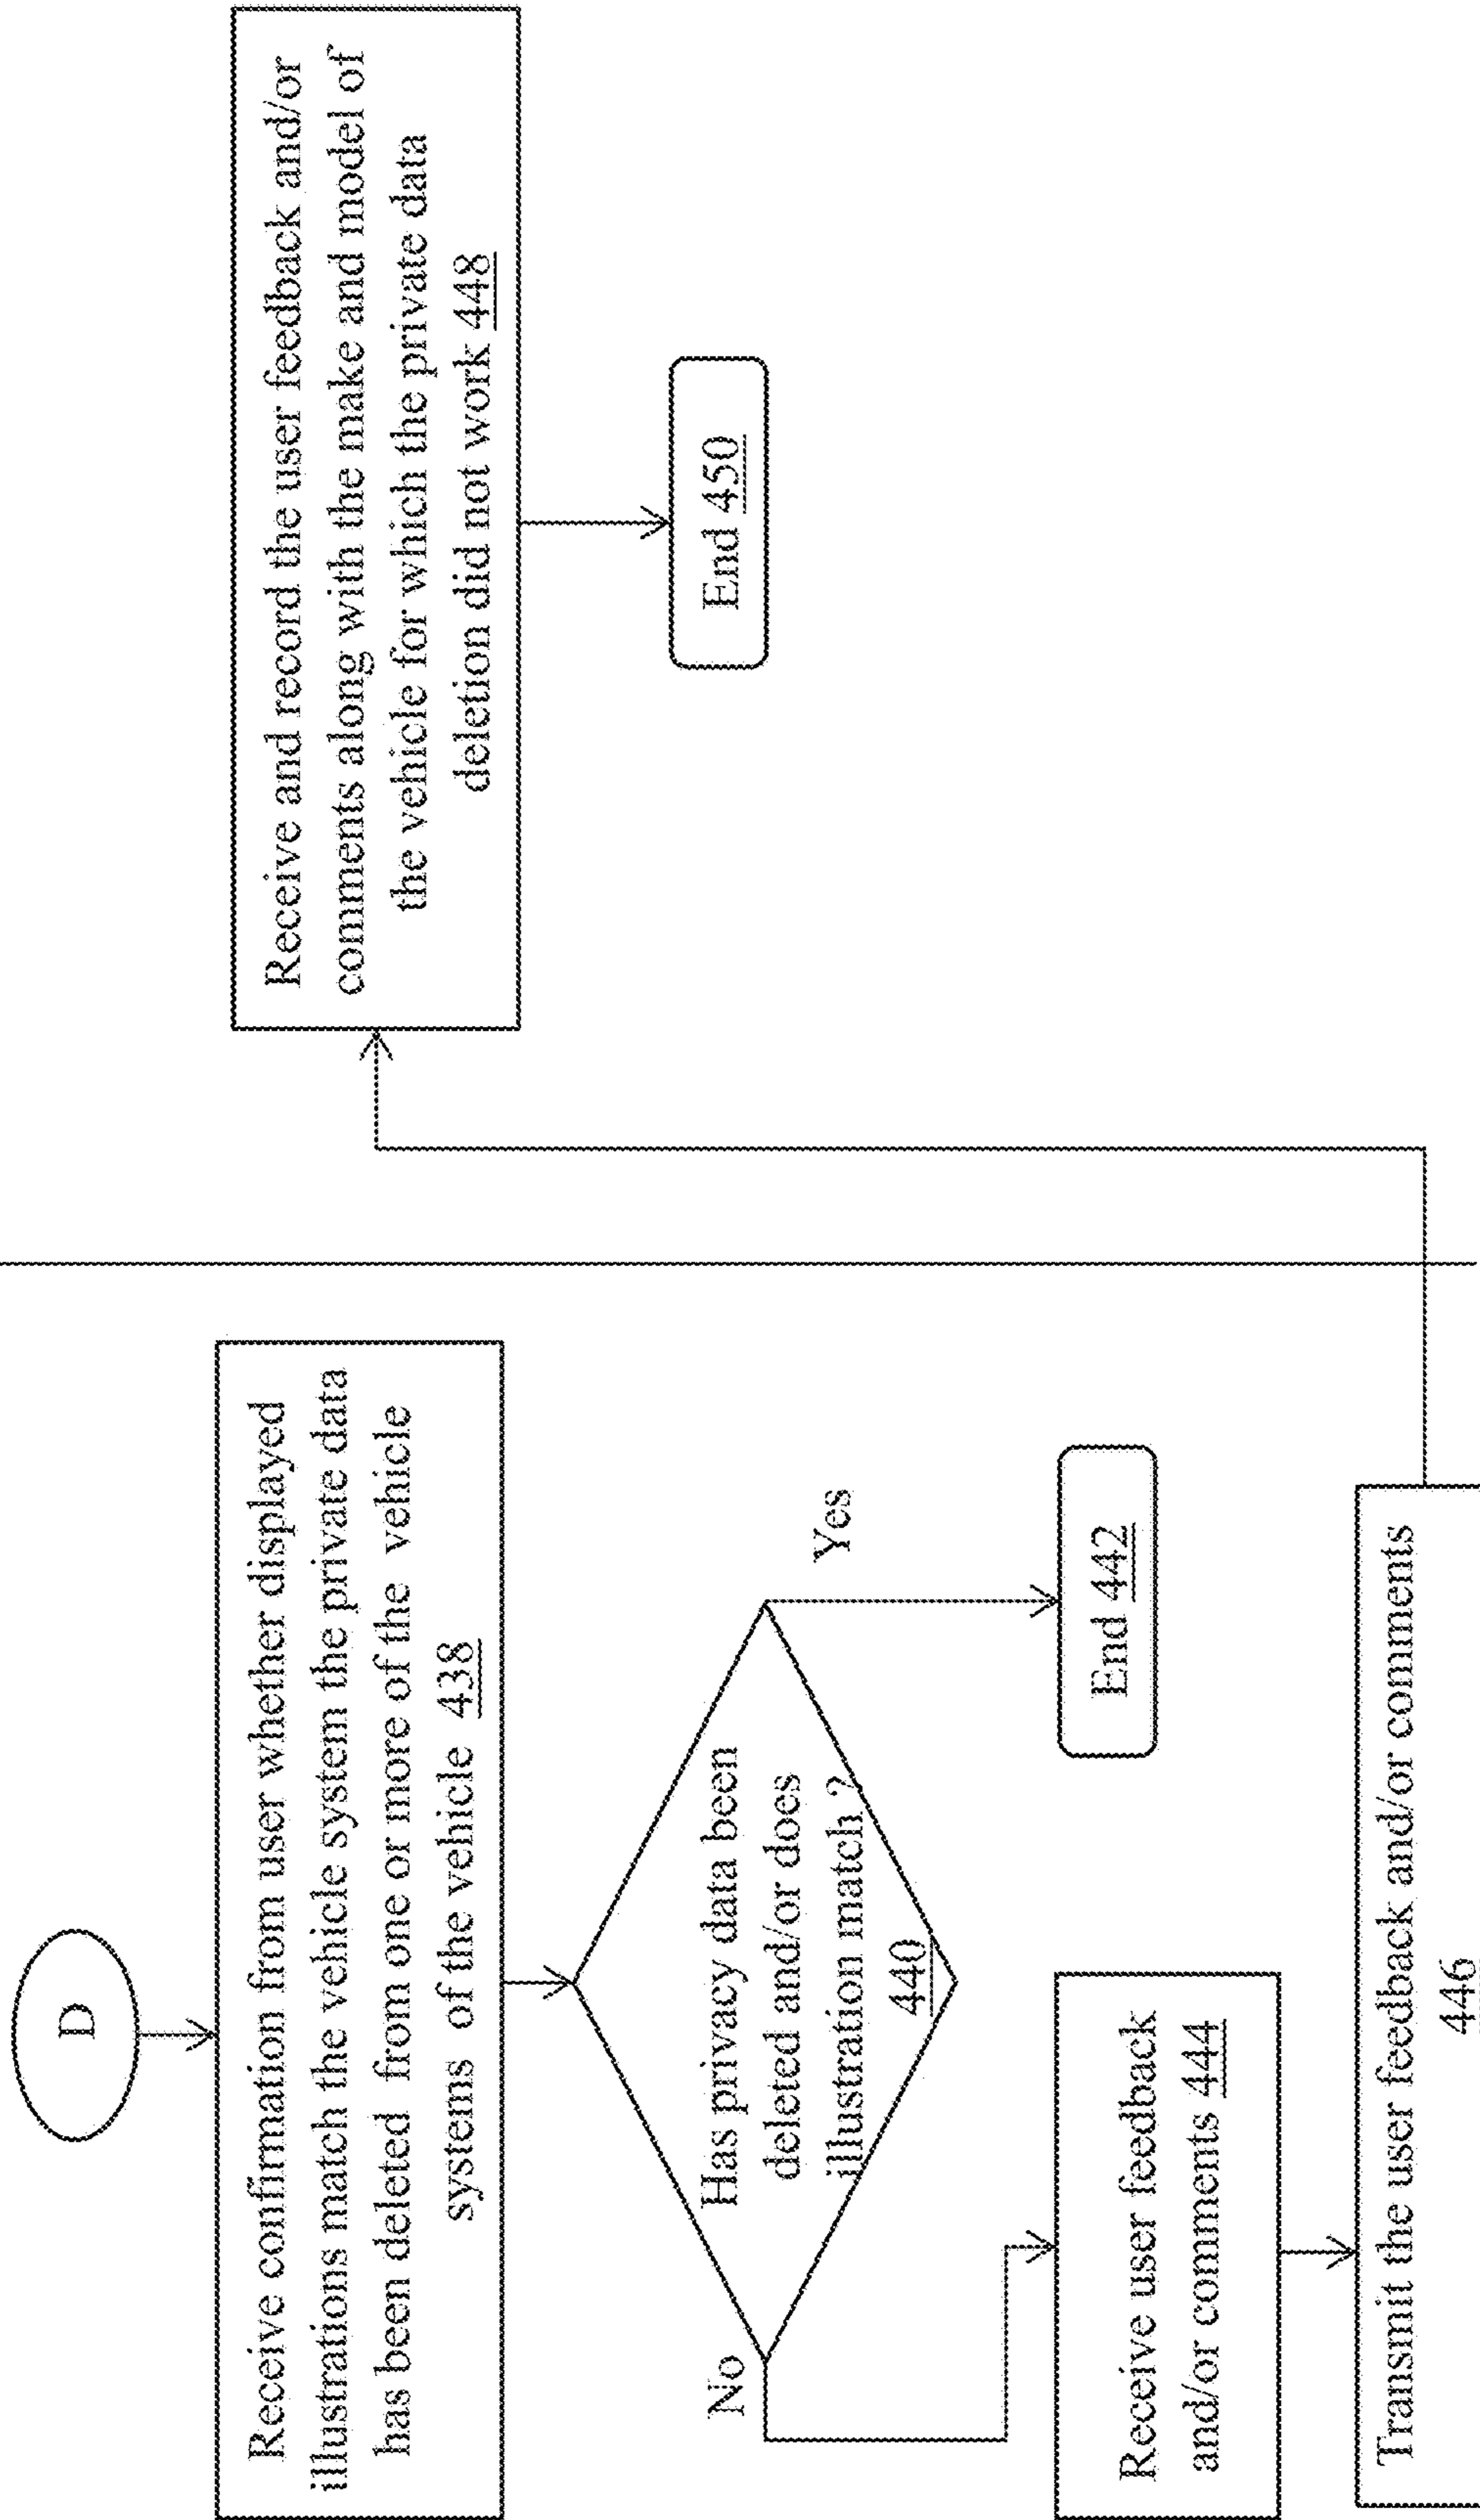 D
Receive confirmation from user whether displayed
illustrations match the vehicle system the private data
has been deleted from one or more of the vehicle
systems of the vehicle 438
Has privacy data been
deleted and/or does
illustration match ?
440
Yes
No
End 442
Receive user feedback
and/or comments 444
Transmit the user feedback and/or comments
446
Receive and record the user feedback and/or
comments along with the make and model of
the vehicle for which the private data
deletion did not work 448
End 450